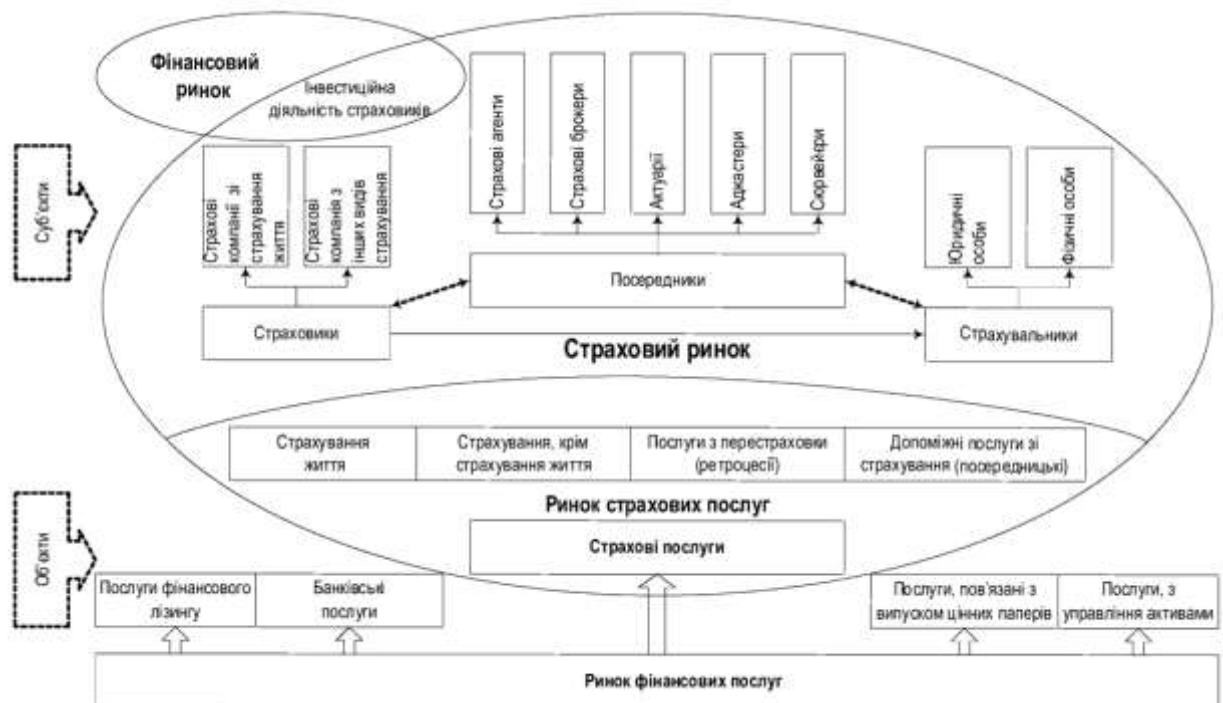 Фінансовий
ринок
Інвестиційна
діяльність страховиків
Суб'єкти
Страхові
компанії зі
страхування
життя
Страхові
компанія з
інших видів
страхування
Страхові агенти
Страхові брокери
Актуарії
Аджастери
Сюрвейєри
Юридичні
особи
Фізичні особи
Посередники
Страховики
Страхувальники
Страховий ринок
Страхування
життя
Страхування, крім
страхування життя
Послуги з перестраховки
(ретроцесії)
Допоміжні послуги зі
страхування (посередницькі)
Ринок страхових послуг
Страхові послуги
Об'єкти
Послуги фінансового
лізингу
Банківські
послуги
Послуги, пов'язані з
випуском цінних паперів
Послуги, з
управління активами
Ринок фінансових послуг